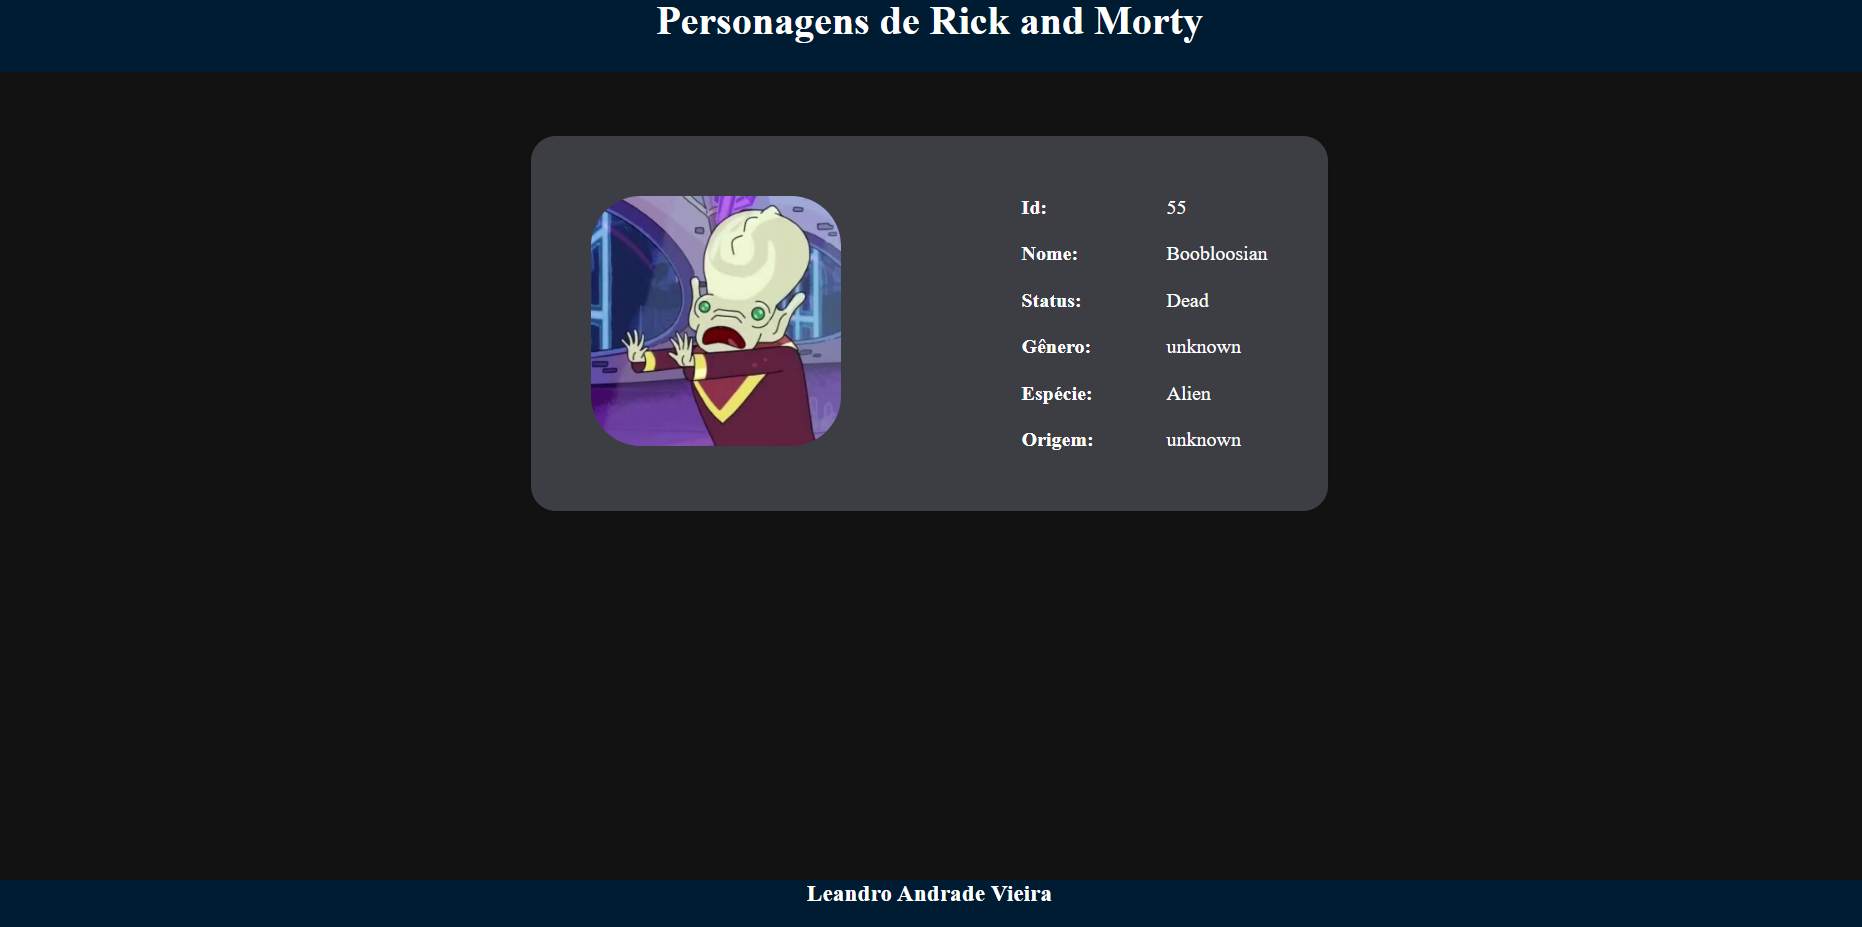 Personagens de Rick and Morty
Id: 55
Nome: Boobloosian
Status: Dead
Gênero: unknown
Espécie: Alien
Origem: unknown
Leandro Andrade Vieira